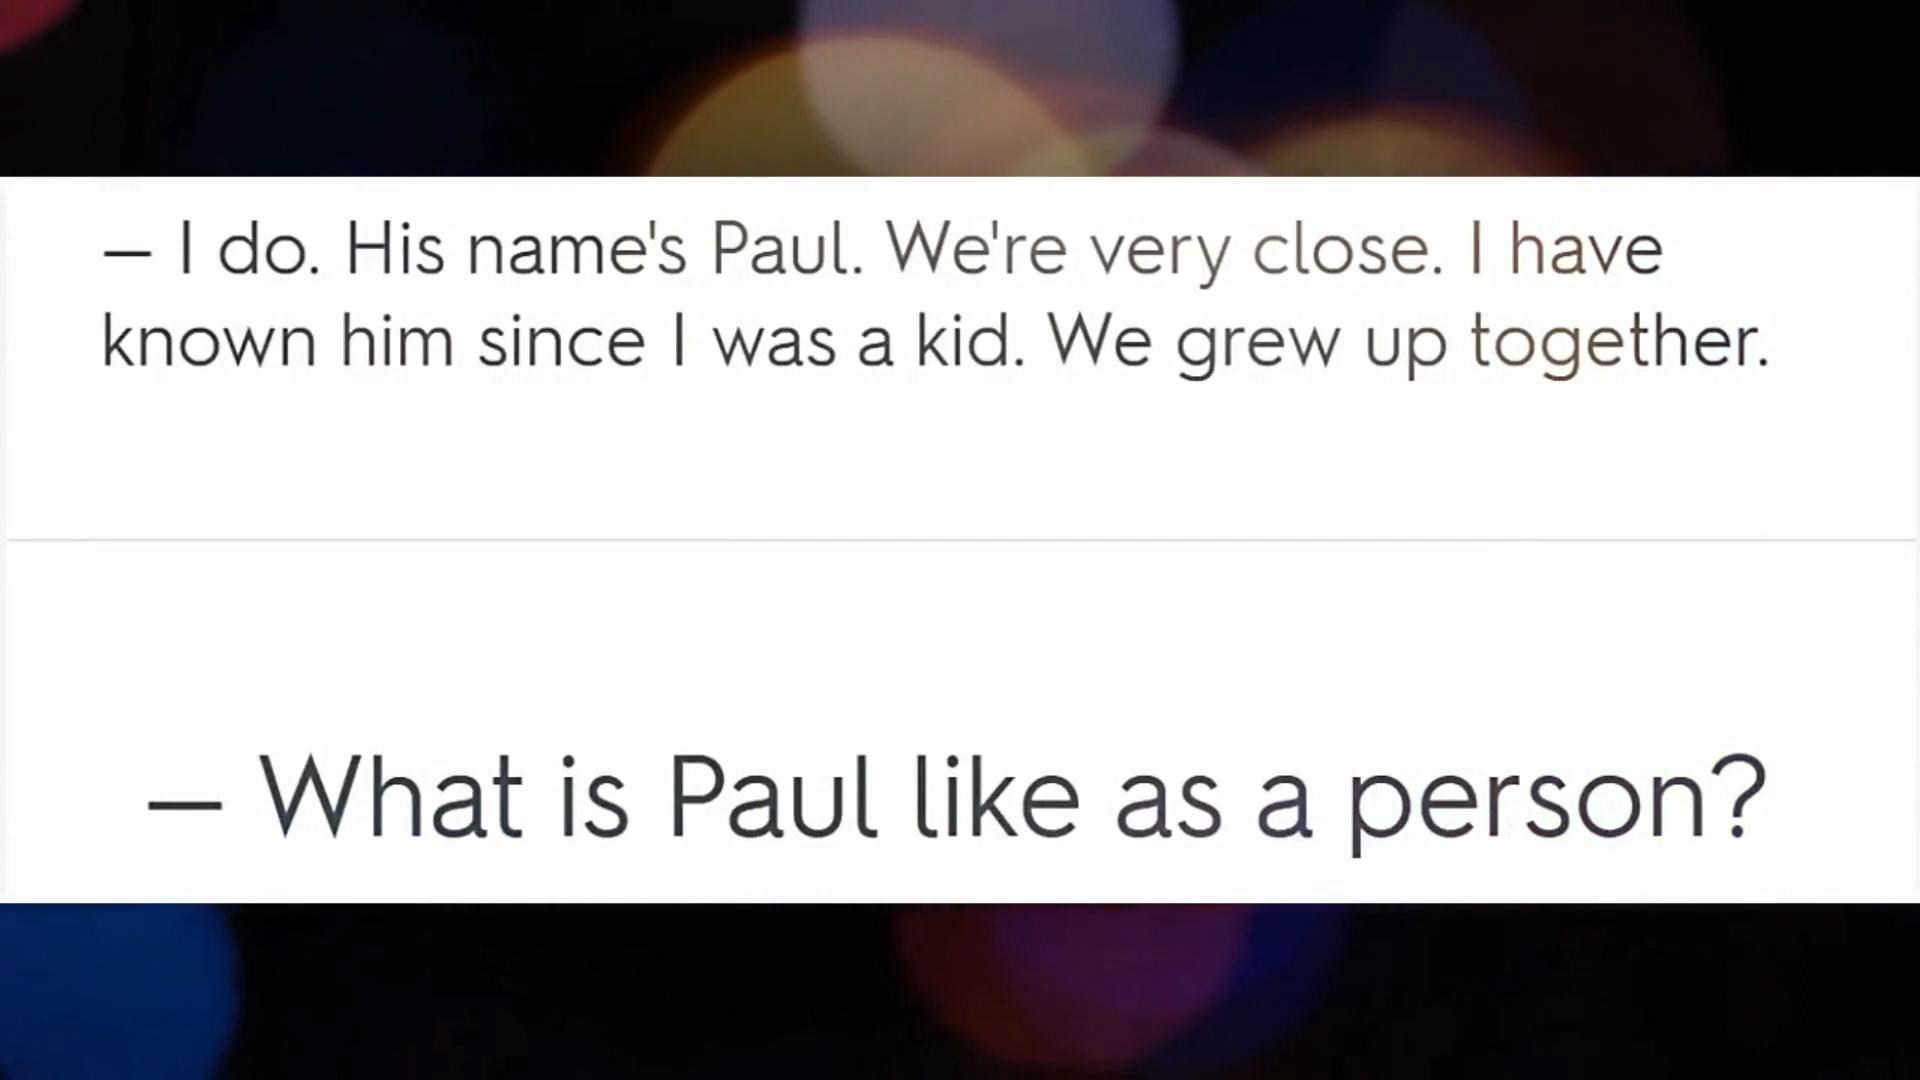 — I do. His name's Paul. We're very close. I have
known him since I was a kid. We grew up together.
— What is Paul like as a person?